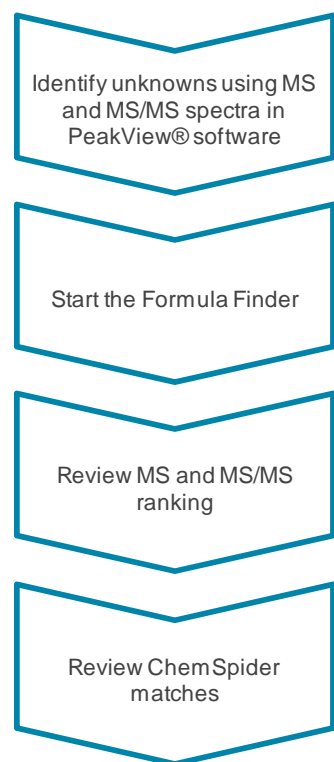 Identify unknowns using MS
and MS/MS spectra in
PeakView® software
Start the Formula Finder
Review MS and MS/MS
ranking
Review ChemSpider
matches